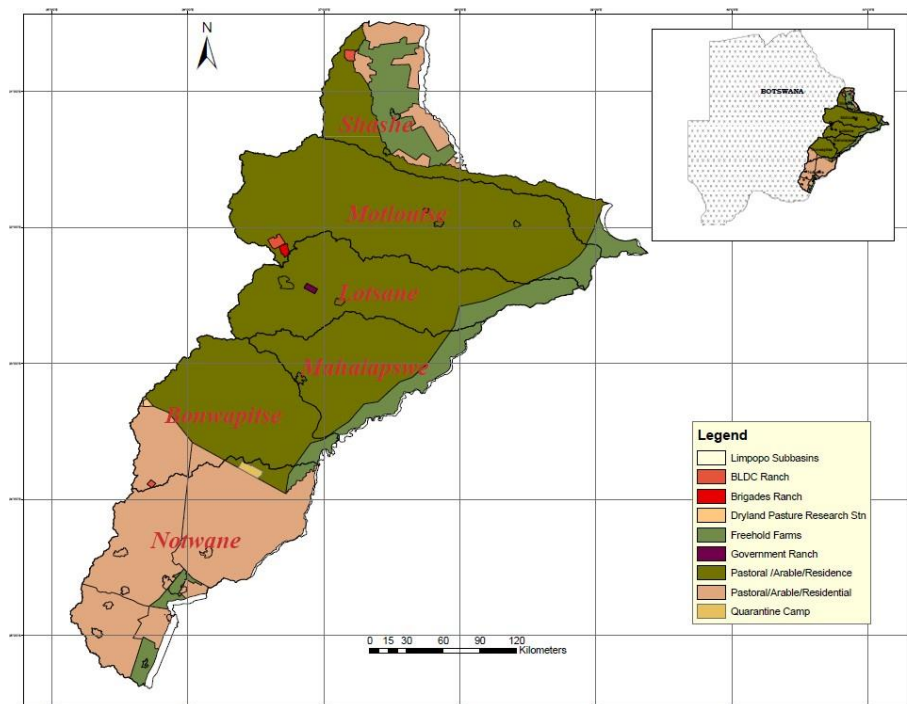 N
BOTSWANA
Shashe
Motloutse
Lotsane
Mahalapswe
Bonwapitse
Notwane
Legend
Limpopo Subbasins
BLDC Ranch
Brigades Ranch
Dryland Pasture Research Stn
Freehold Farms
Government Ranch
Pastoral /Arable/Residence
Pastoral/Arable/Residential
Quarantine Camp
0 15 30 60 90 120
Kilometers